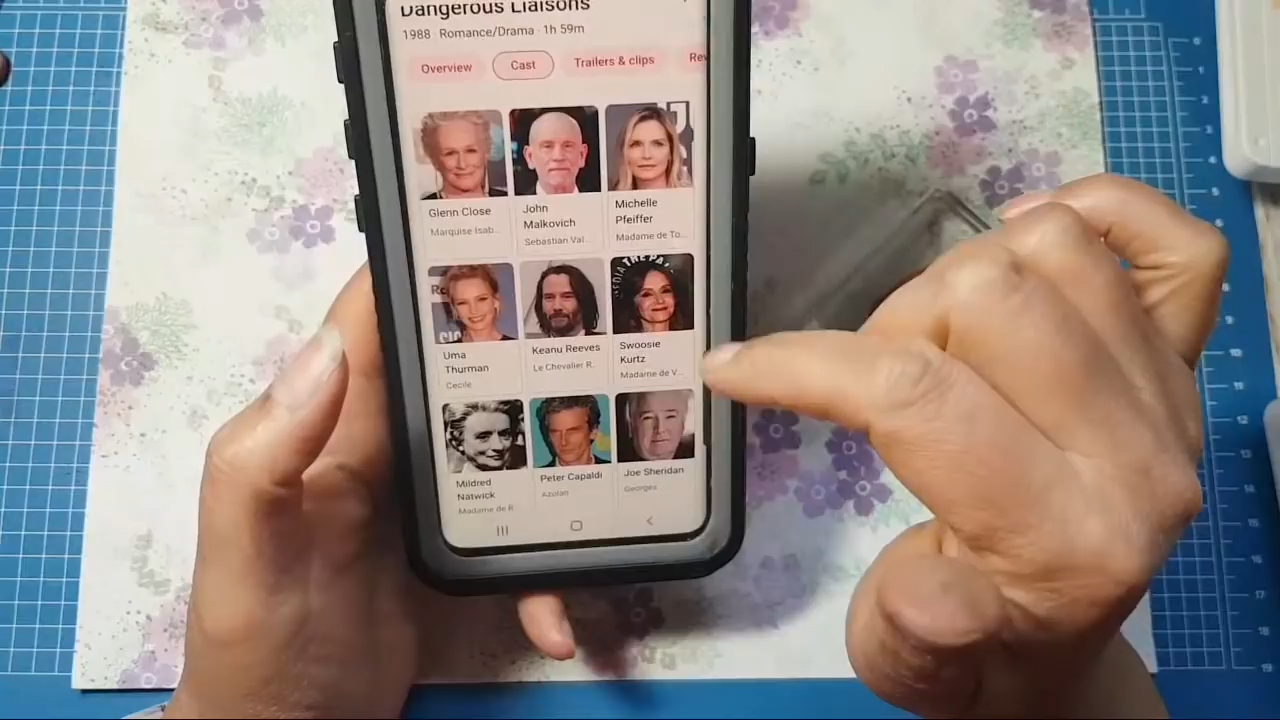 Dangerous Liaisons
1988 · Romance/Drama · 1h 59m
Overview
Cast
Trailers & clips
Rev
Glenn Close
Marquise Isab...
John
Malkovich
Sebastian Val...
Michelle
Pfeiffer
Madame de To...
Uma
Thurman
Cecile
Keanu Reeves
Le Chevalier R...
Swoosie
Kurtz
Madame de V...
Mildred
Natwick
Madame de R
Peter Capaldi
Azolan
Joe Sheridan
Georges